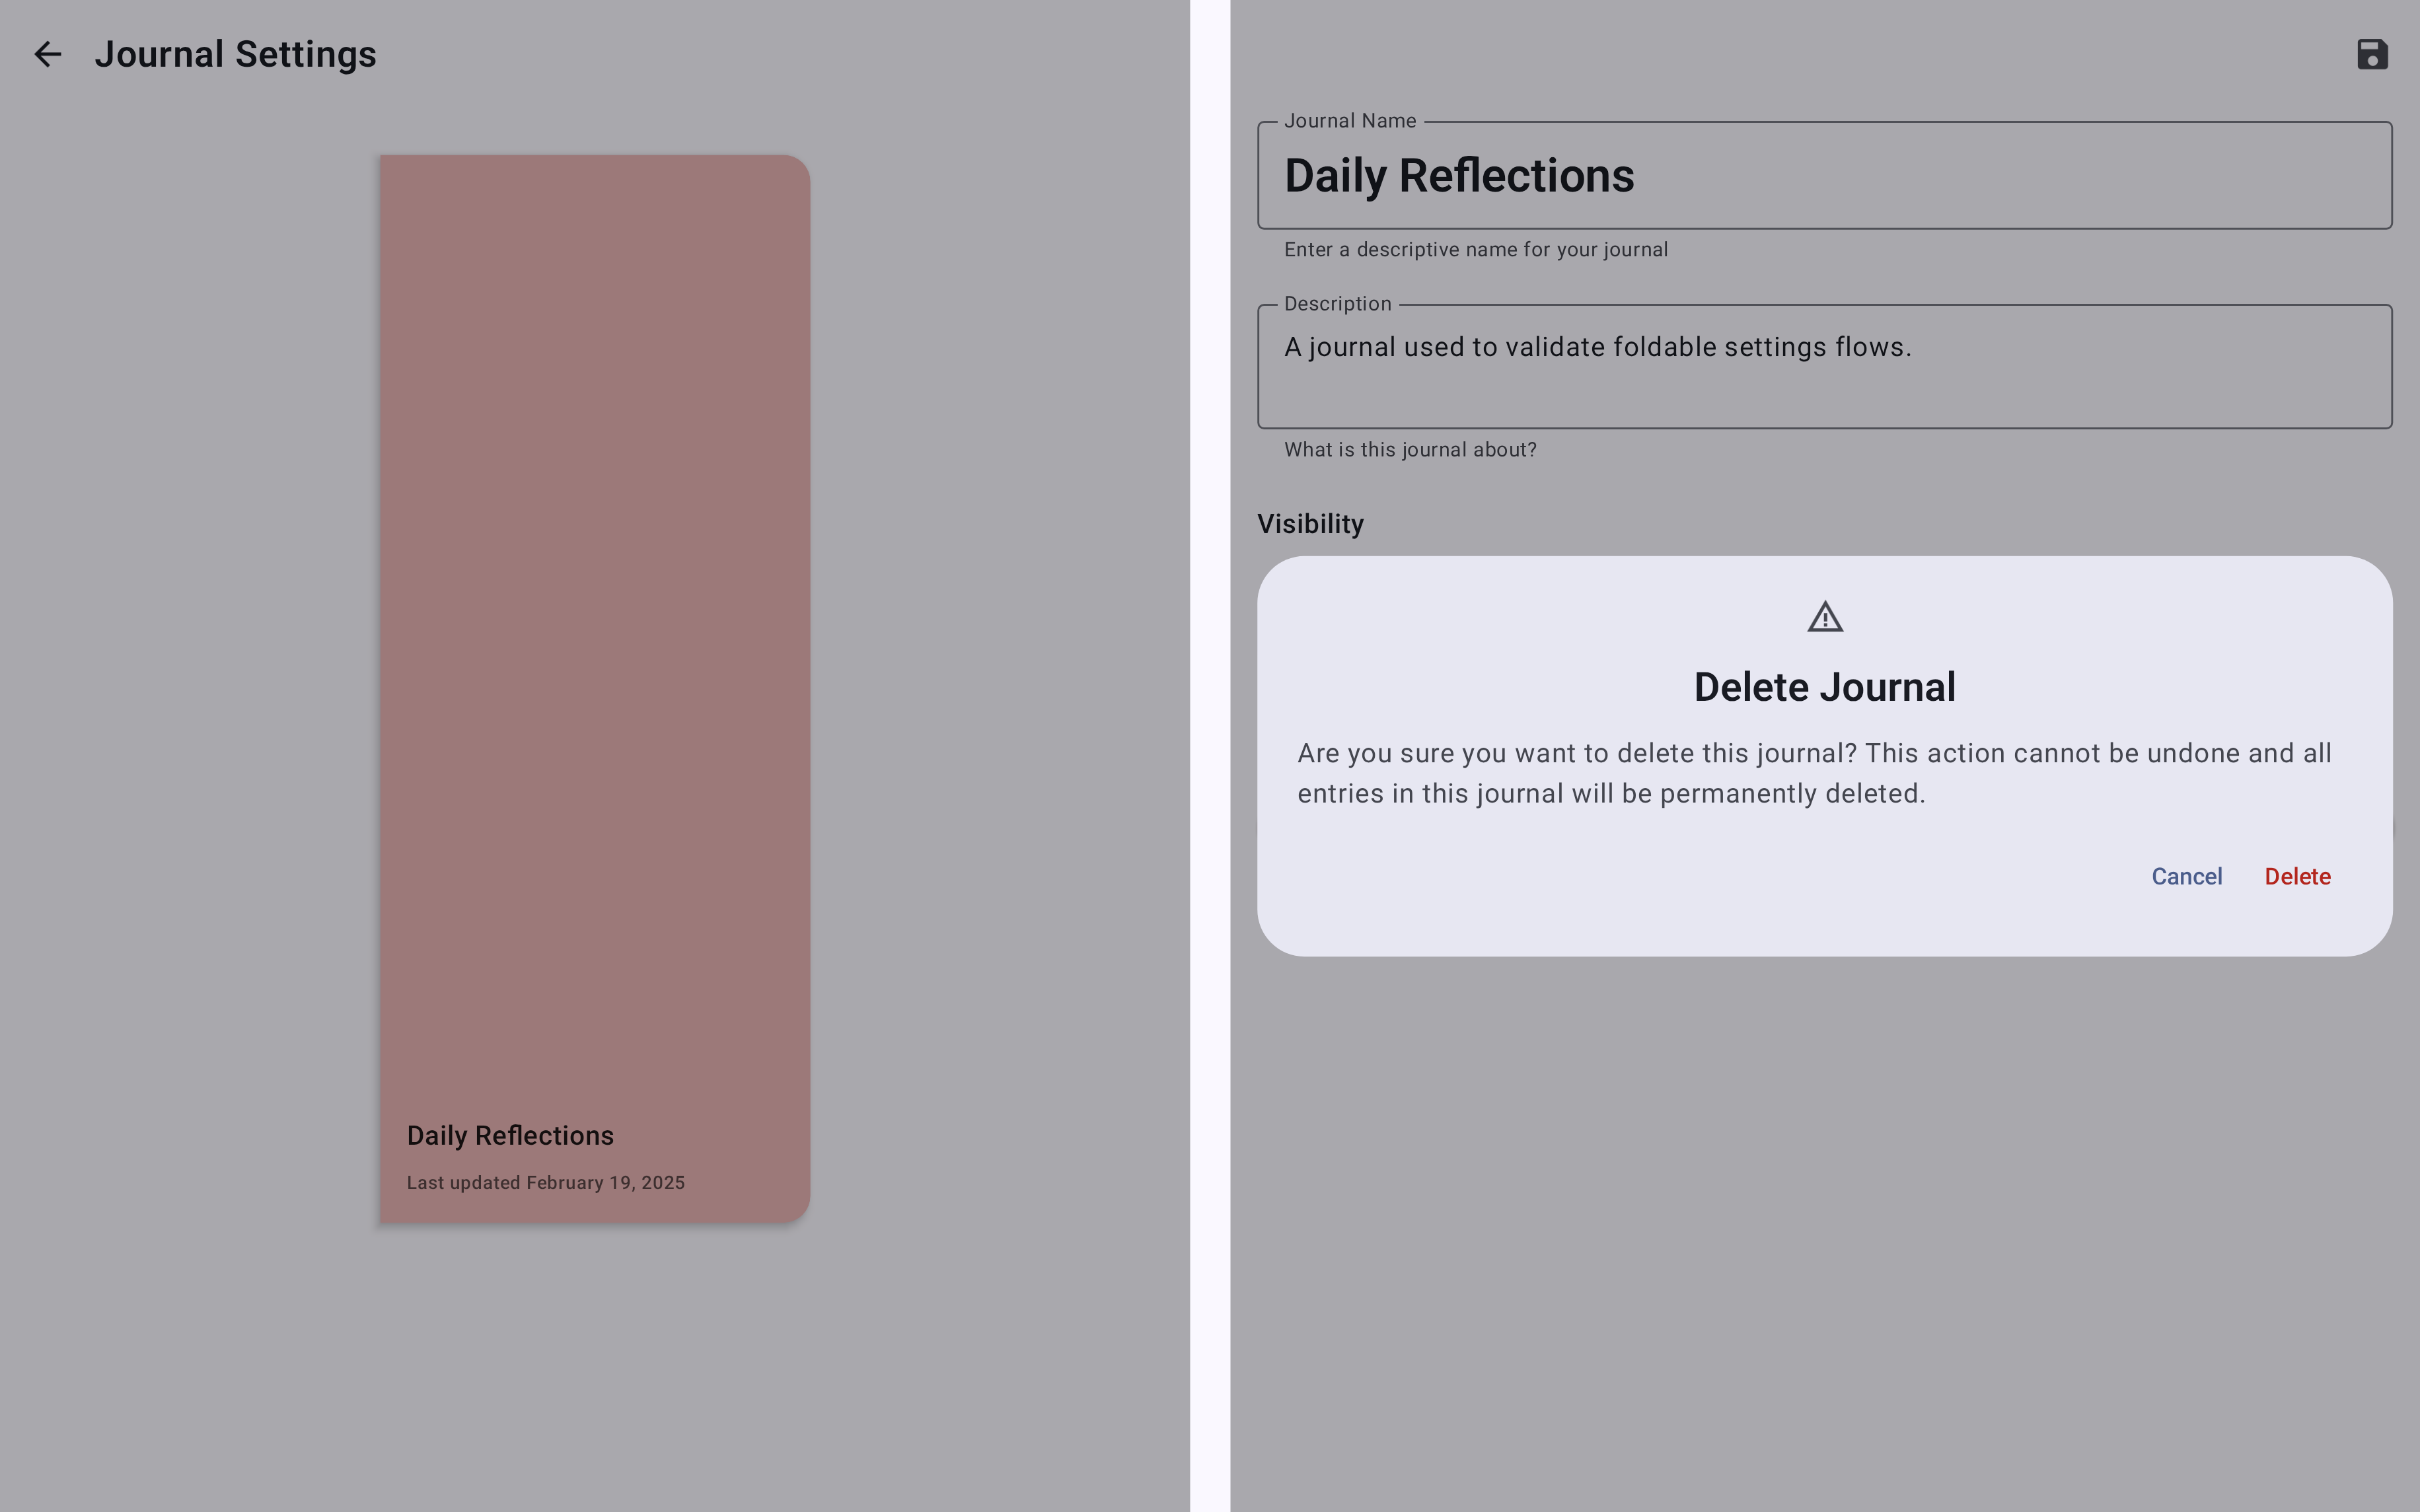 Journal Settings
Daily Reflections
Last updated February 19, 2025
Journal Name
Daily Reflections
Enter a descriptive name for your journal
Description
A journal used to validate foldable settings flows.
What is this journal about?
Visibility
Delete Journal
Are you sure you want to delete this journal? This action cannot be undone and all
entries in this journal will be permanently deleted.
Cancel
Delete